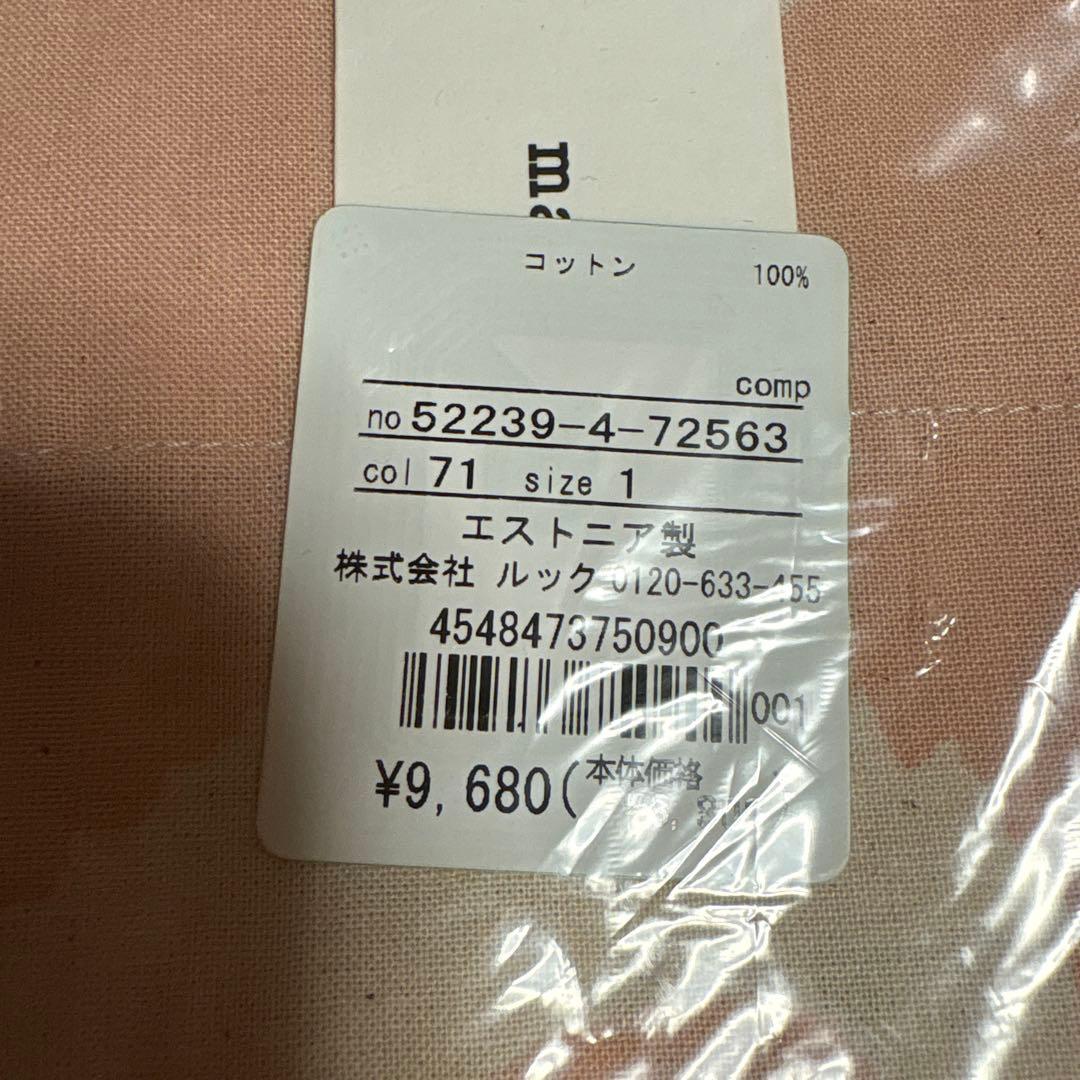 ma
コットン 100%
comp
no 52239-4-72563
col 71 size 1
エストニア製
株式会社 ルック 0120-633-455
4548473750900
001
¥9,680(本体価格